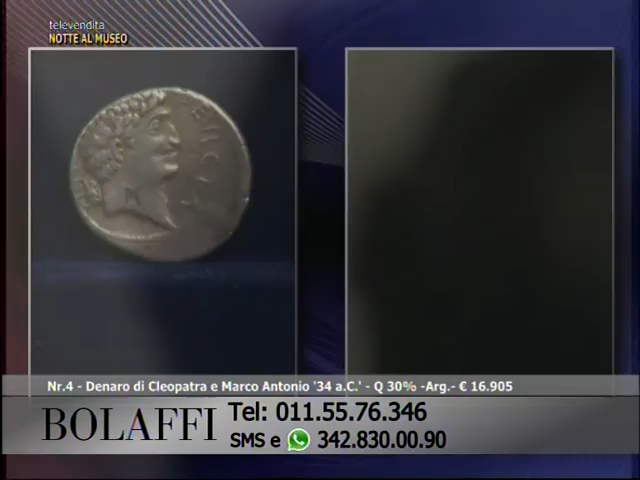 televendita
NOTTE AL MUSEO
Nr.4 - Denaro di Cleopatra e Marco Antonio '34 a.C.' - Q 30% -Arg.- € 16.905
BOLAFFI
Tel: 011.55.76.346
SMS e 342.830.00.90